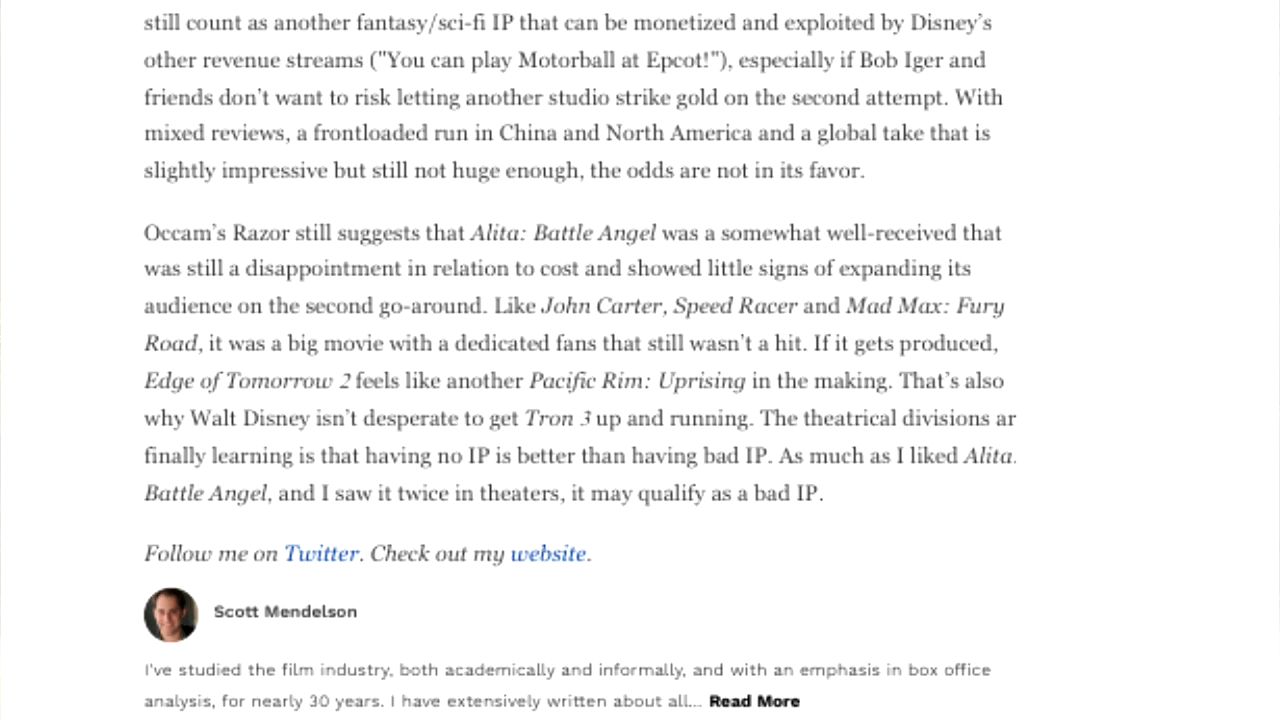 still count as another fantasy/sci-fi IP that can be monetized and exploited by Disney’s
other revenue streams ("You can play Motorball at Epcot!"), especially if Bob Iger and
friends don’t want to risk letting another studio strike gold on the second attempt. With
mixed reviews, a frontloaded run in China and North America and a global take that is
slightly impressive but still not huge enough, the odds are not in its favor.
Occam’s Razor still suggests that Alita: Battle Angel was a somewhat well-received that
was still a disappointment in relation to cost and showed little signs of expanding its
audience on the second go-around. Like John Carter, Speed Racer and Mad Max: Fury
Road, it was a big movie with a dedicated fans that still wasn’t a hit. If it gets produced,
Edge of Tomorrow 2 feels like another Pacific Rim: Uprising in the making. That’s also
why Walt Disney isn’t desperate to get Tron 3 up and running. The theatrical divisions ar
finally learning is that having no IP is better than having bad IP. As much as I liked Alita.
Battle Angel, and I saw it twice in theaters, it may qualify as a bad IP.
Follow me on Twitter. Check out my website.
Scott Mendelson
I've studied the film industry, both academically and informally, and with an emphasis in box office
analysis, for nearly 30 years. I have extensively written about all... Read More